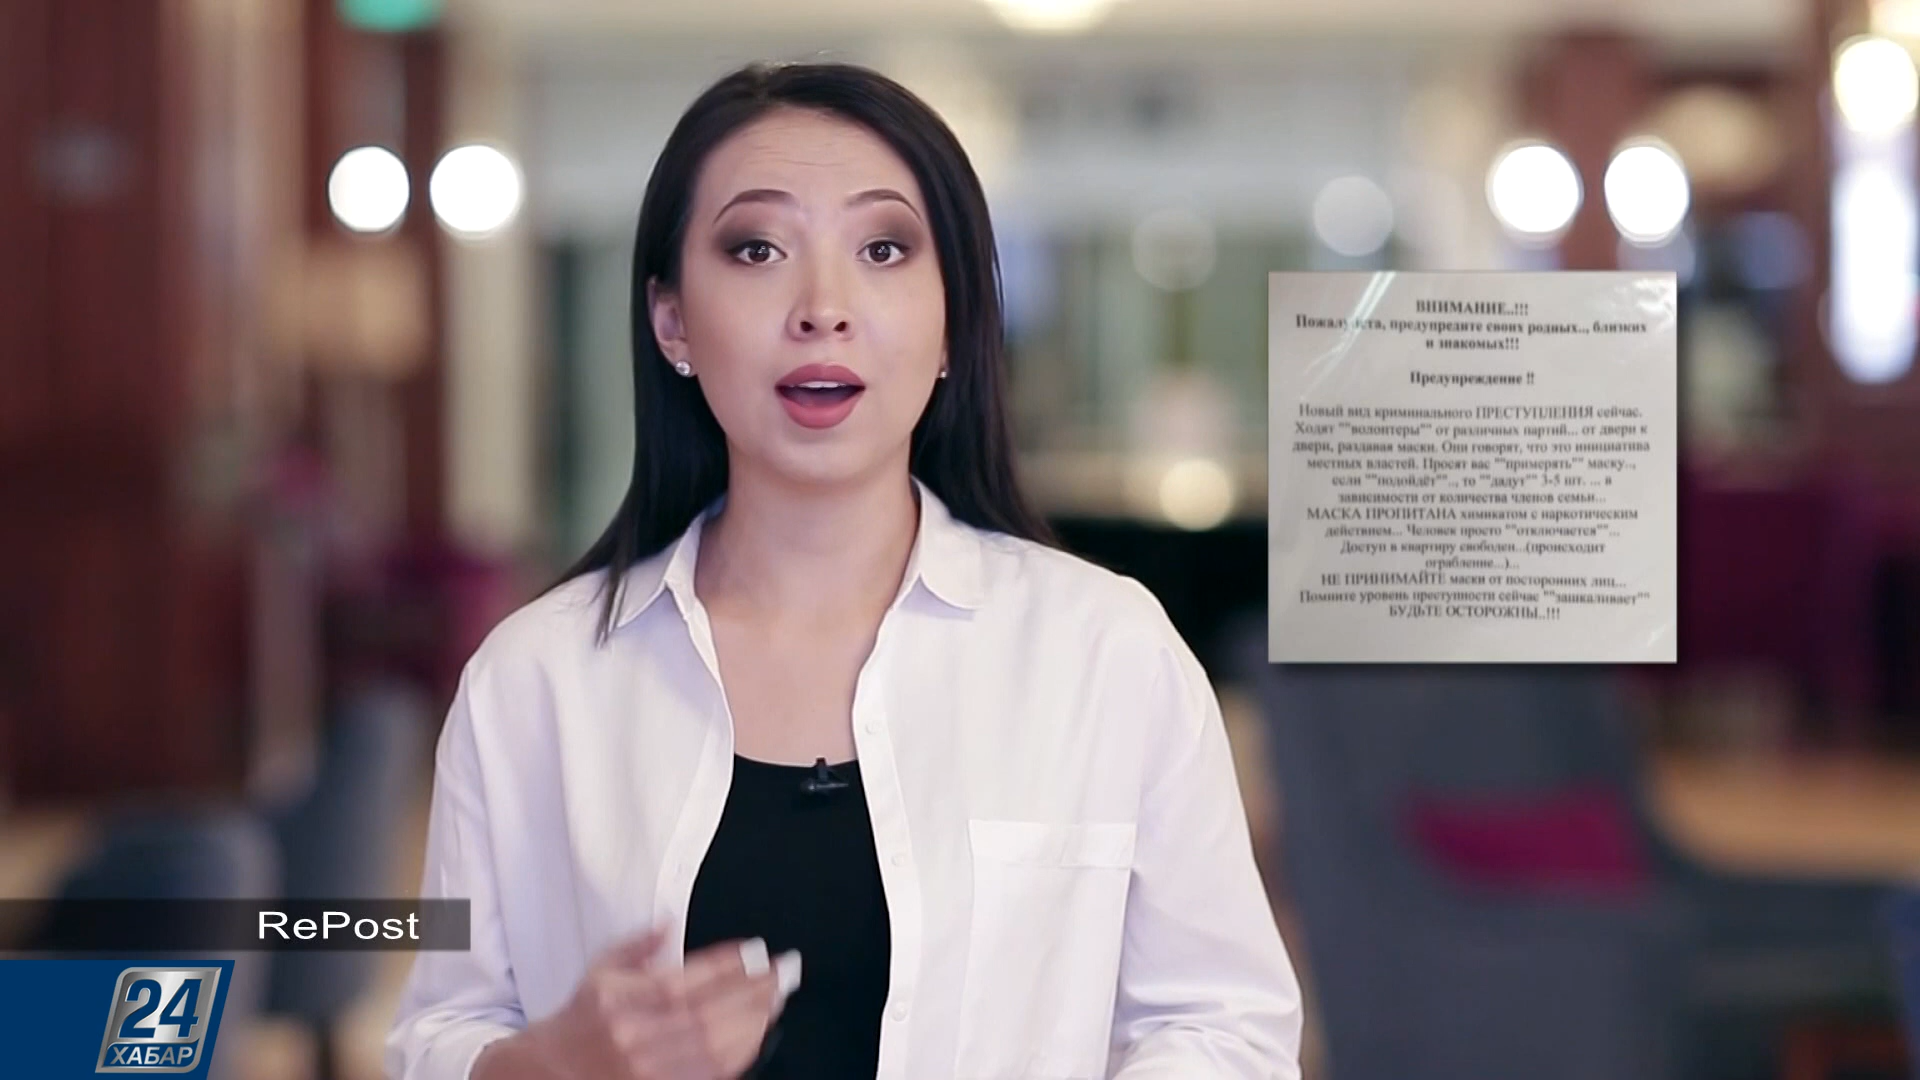 ВНИМАНИЕ..!!!
Пожалуйста, предупредите своих родных.., близких
и знакомых!!!
Предупреждение !!
Новый вид криминального ПРЕСТУПЛЕНИЯ сейчас.
Ходят ""волонтеры"" от различных партий... от двери к
двери, раздавая маски. Они говорят, что это инициатива
местных властей. Просят вас ""примерять"" маску..,
если ""подойдёт"".., то ""дадут"" 3-5 шт. ... в
зависимости от количества членов семьи...
МАСКА ПРОПИТАНА химикатом с наркотическим
действием... Человек просто ""отключается""...
Доступ в квартиру свободен...(происходит
ограбление...)...
НЕ ПРИНИМАЙТЕ маски от посторонних лиц...
Помните уровень преступности сейчас ""зашкаливает""
БУДЬТЕ ОСТОРОЖНЫ..!!!
RePost
24
ХАБАР